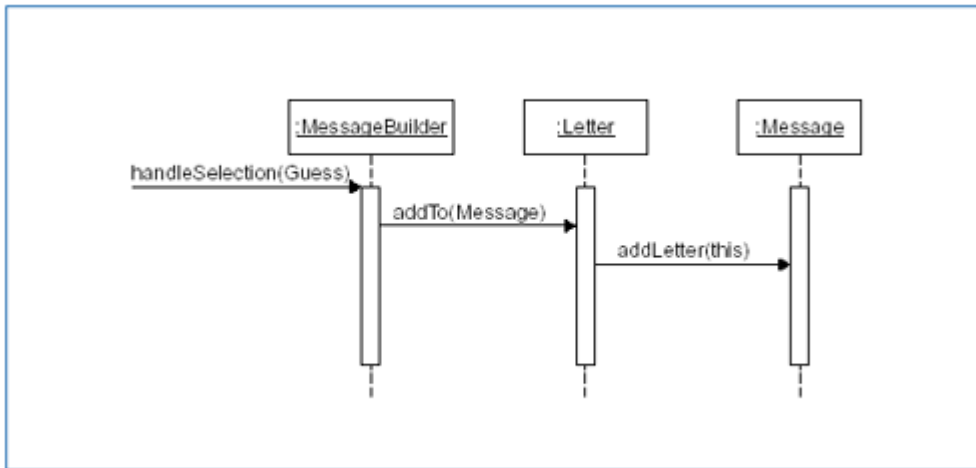 :MessageBuilder
:Letter
:Message
handleSelection(Guess)
addTo(Message)
addLetter(this)